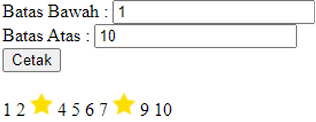 Batas Bawah : 1
Batas Atas : 10
Cetak
1 2 ⭐ 4 5 6 7 ⭐ 9 10